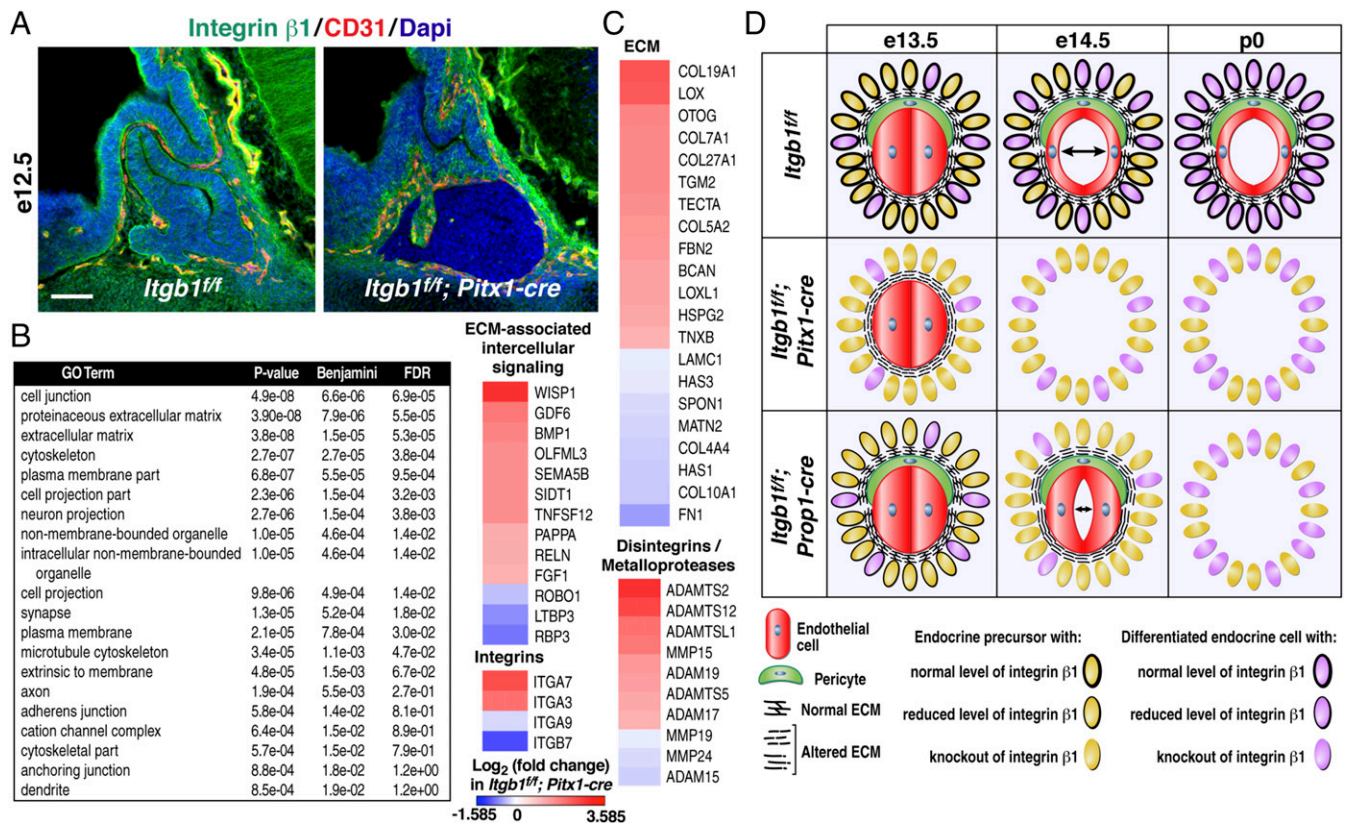 A
Integrin β1/CD31/Dapi
e12.5
Itgb1f/f
Itgb1f/f; Pitx1-cre
B
GO Term P-value Benjamini FDR
cell junction 4.9e-08 6.6e-06 6.9e-05
proteinaceous extracellular matrix 3.90e-08 7.9e-06 5.5e-05
extracellular matrix 3.8e-08 1.5e-05 5.3e-05
cytoskeleton 2.7e-07 2.7e-05 3.8e-04
plasma membrane part 6.8e-07 5.5e-05 9.5e-04
cell projection part 2.3e-06 1.5e-04 3.2e-03
neuron projection 2.7e-06 1.5e-04 3.8e-03
non-membrane-bounded organelle 1.0e-05 4.6e-04 1.4e-02
intracellular non-membrane-bounded 1.0e-05 4.6e-04 1.4e-02
organelle
cell projection 9.8e-06 4.9e-04 1.4e-02
synapse 1.3e-05 5.2e-04 1.8e-02
plasma membrane 2.1e-05 7.8e-04 3.0e-02
microtubule cytoskeleton 3.4e-05 1.1e-03 4.7e-02
extrinsic to membrane 4.8e-05 1.5e-03 6.7e-02
axon 1.9e-04 5.5e-03 2.7e-01
adherens junction 5.8e-04 1.4e-02 8.1e-01
cation channel complex 6.4e-04 1.5e-02 8.9e-01
cytoskeletal part 5.7e-04 1.5e-02 7.9e-01
anchoring junction 8.8e-04 1.8e-02 1.2e+00
dendrite 8.5e-04 1.9e-02 1.2e+00
ECM-associated
intercellular
signaling
WISP1
GDF6
BMP1
OLFML3
SEMA5B
SIDT1
TNFSF12
PAPPA
RELN
FGF1
ROBO1
LTBP3
RBP3
Integrins
ITGA7
ITGA3
ITGA9
ITGB7
Log2 (fold change)
in Itgb1f/f; Pitx1-cre
-1.585 0 3.585
C
ECM
COL19A1
LOX
OTOG
COL7A1
COL27A1
TGM2
TECTA
COL5A2
FBN2
BCAN
LOXL1
HSPG2
TNXB
LAMC1
HAS3
SPON1
MATN2
COL4A4
HAS1
COL10A1
FN1
Disintegrins /
Metalloproteases
ADAMTS2
ADAMTS12
ADAMTSL1
MMP15
ADAM19
ADAMTS5
ADAM17
MMP19
MMP24
ADAM15
D
e13.5 e14.5 p0
Itgb1f/f
Itgb1f/f;
Pitx1-cre
Itgb1f/f;
Prop1-cre
Endothelial
cell
Pericyte
Normal ECM
Altered ECM
Endocrine precursor with:
normal level of integrin β1
reduced level of integrin β1
knockout of integrin β1
Differentiated endocrine cell with:
normal level of integrin β1
reduced level of integrin β1
knockout of integrin β1